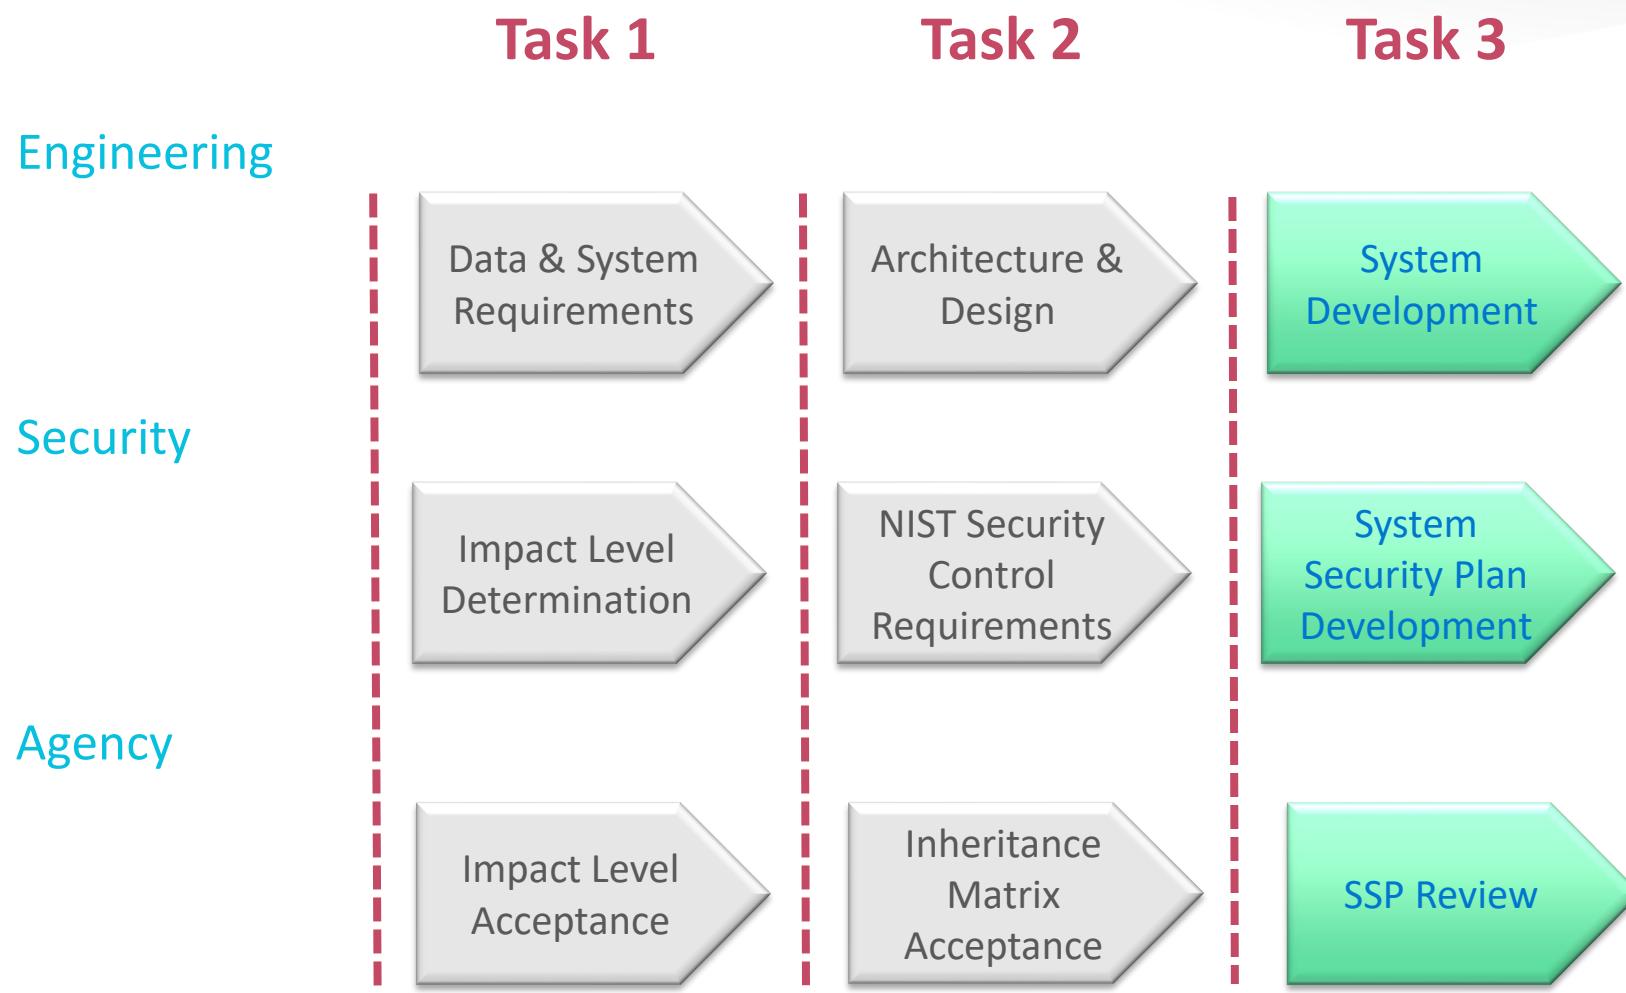 Task 1
Task 2
Task 3
Engineering
Data & System
Requirements
Architecture &
Design
System
Development
Security
Impact Level
Determination
NIST Security
Control
Requirements
System
Security Plan
Development
Agency
Impact Level
Acceptance
Inheritance
Matrix
Acceptance
SSP Review